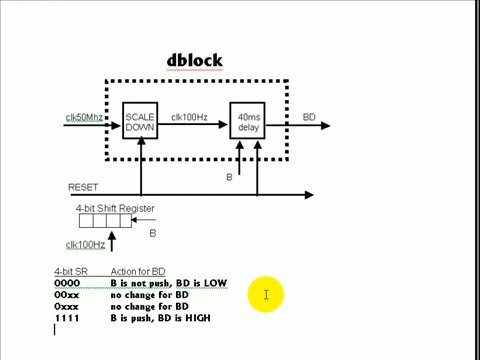 dblock
clk50Mhz
SCALE
DOWN
clk100Hz
40ms
delay
BD
B
RESET
4-bit Shift Register
B
clk100Hz
4-bit SR Action for BD
0000 B is not push, BD is LOW
00xx no change for BD
0xxx no change for BD
1111 B is push, BD is HIGH